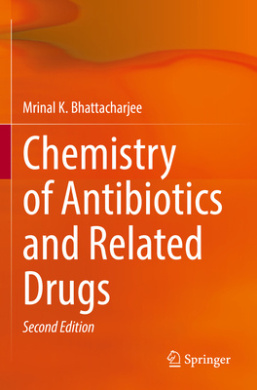 Mrinal K. Bhattacharjee
Chemistry
of Antibiotics
and Related
Drugs
Second Edition
Springer